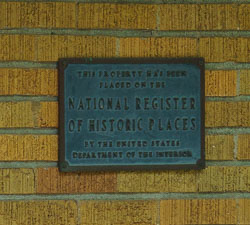 THIS PROPERTY HAS BEEN
PLACED ON THE
NATIONAL REGISTER
OF HISTORIC PLACES
BY THE UNITED STATES
DEPARTMENT OF THE INTERIOR